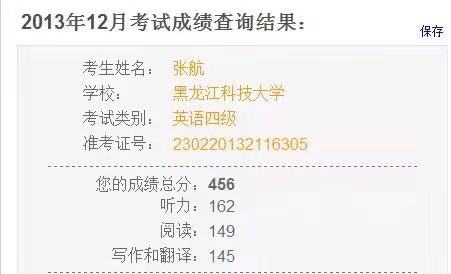 2013年12月考试成绩查询结果：
保存
考生姓名： 张航
学校： 黑龙江科技大学
考试类别： 英语四级
准考证号： 230220132116305
您的成绩总分：456
听力：162
阅读：149
写作和翻译：145